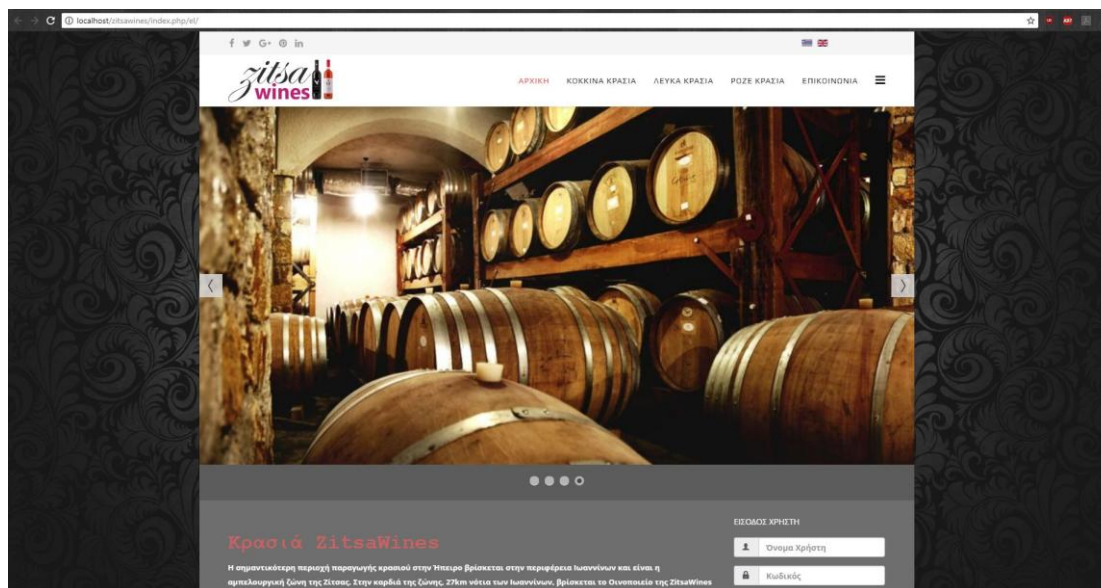 localhost/zitsawines/index.php/el/
zitsa
wines
ΑΡΧΙΚΗ ΚΟΚΚΙΝΑ ΚΡΑΣΙΑ ΛΕΥΚΑ ΚΡΑΣΙΑ ΡΟΖΕ ΚΡΑΣΙΑ ΕΠΙΚΟΙΝΩΝΙΑ
ΕΙΣΟΔΟΣ ΧΡΗΣΤΗ
Κρασιά ZitsaWines
Όνομα Χρήστη
Η σημαντικότερη περιοχή παραγωγής κρασιού στην Ήπειρο βρίσκεται στην περιφέρεια Ιωαννίνων και είναι η
Κωδικός
αμπελουργική ζώνη της Ζίτσας. Στην καρδιά της ζώνης, 27km νότια των Ιωαννίνων, βρίσκεται το Οινοποιείο της ZitsaWines